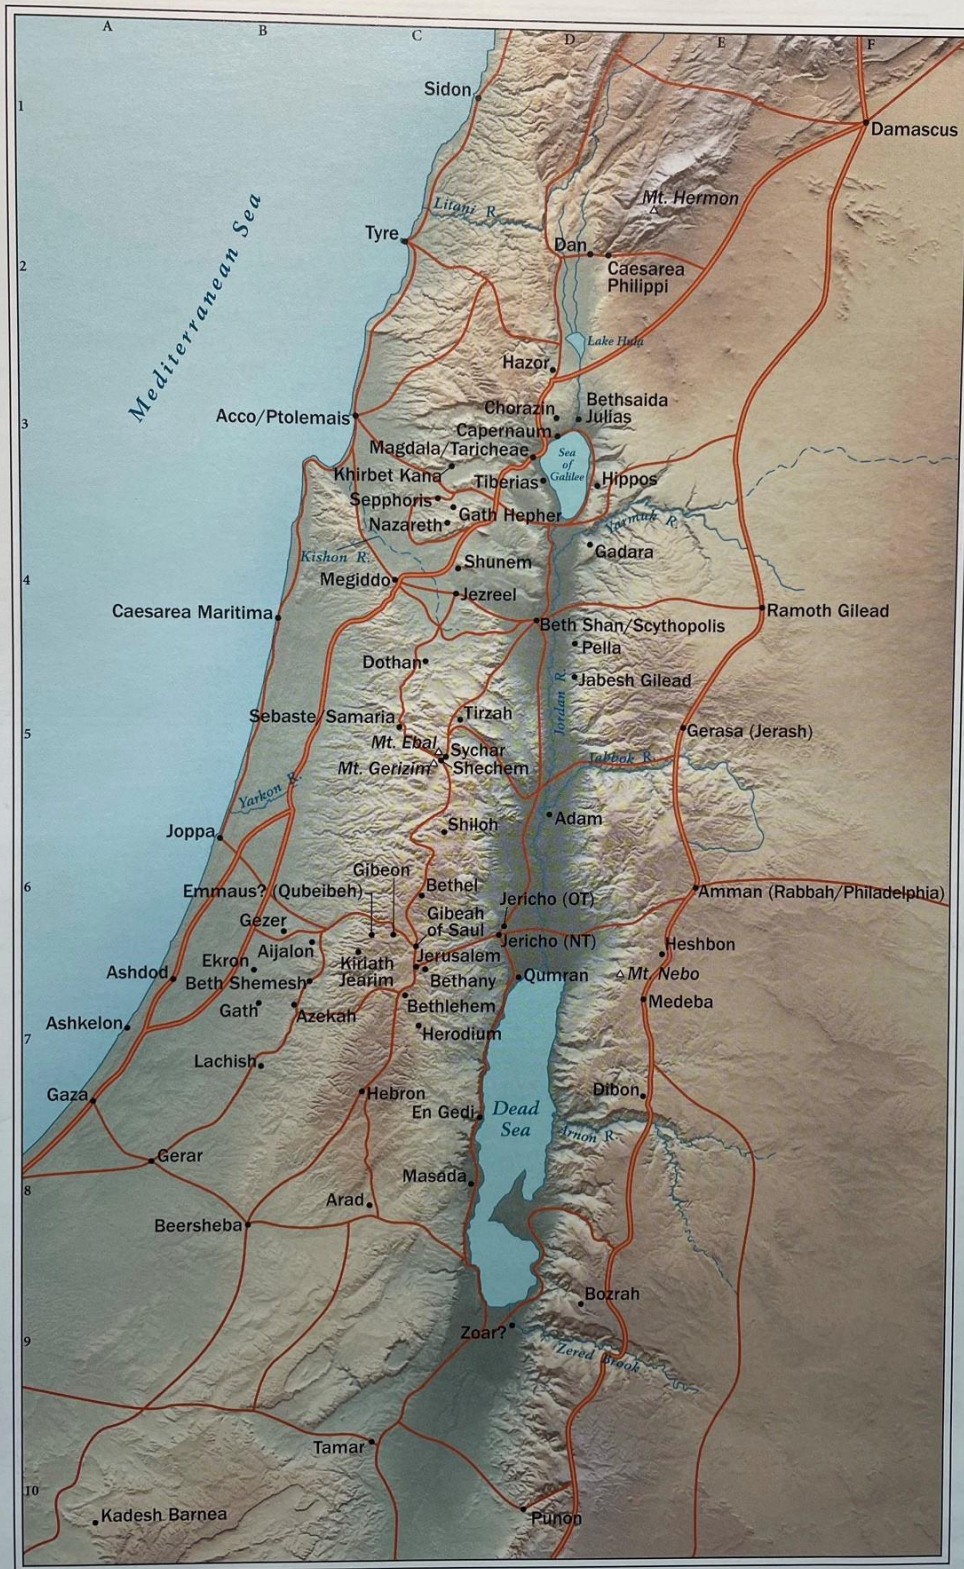 A
B
C
D
E
F
1
2
3
4
5
6
7
8
9
10
Mediterranean Sea
Sidon
Damascus
Litani R.
Mt. Hermon
Tyre
Dan
Caesarea
Philippi
Lake Hula
Hazor
Bethsaida
Julias
Chorazin
Acco/Ptolemais
Capernaum
Magdala/Taricheae
Sea
of
Galilee
Khirbet Kana
Tiberias
Hippos
Sepphoris
Gath Hepher
Nazareth
Yarmuk R.
Kishon R.
Gadara
Shunem
Megiddo
Jezreel
Caesarea Maritima
Ramoth Gilead
Beth Shan/Scythopolis
Pella
Dothan
Jabesh Gilead
Jordan R.
Sebaste/Samaria
Tirzah
Gerasa (Jerash)
Mt. Ebal
Sychar
Mt. Gerizim
Shechem
Jabbok R.
Yarkon R.
Joppa
Shiloh
Adam
Gibeon
Emmaus? (Qubeibeh)
Bethel
Amman (Rabbah/Philadelphia)
Jericho (OT)
Gezer
Gibeah
of Saul
Jericho (NT)
Heshbon
Aijalon
Ekron
Kiriath
Jearim
Jerusalem
Ashdod
Beth Shemesh
Bethany
Qumran
Mt. Nebo
Gath
Azekah
Bethlehem
Medeba
Ashkelon
Herodium
Lachish
Gaza
Hebron
Dibon
En Gedi
Dead
Sea
Arnon R.
Gerar
Masada
Arad
Beersheba
Bozrah
Zoar?
Zered Brook
Tamar
Kadesh Barnea
Punon